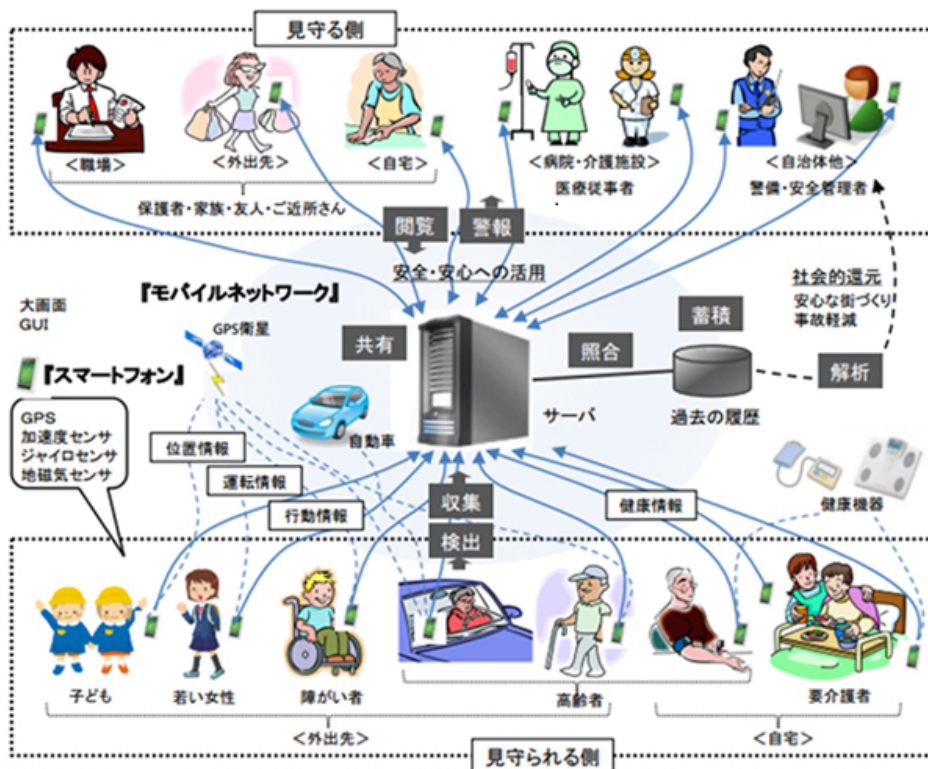 見守る側
＜職場＞
＜外出先＞
＜自宅＞
＜病院・介護施設＞
＜自治体他＞
保護者・家族・友人・ご近所さん
医療従事者
警備・安全管理者
閲覧
警報
安全・安心への活用
社会的還元
安心な街づくり
事故軽減
『モバイルネットワーク』
大画面
GUI
GPS衛星
共有
蓄積
照合
解析
『スマートフォン』
サーバ
過去の履歴
自動車
GPS
加速度センサ
ジャイロセンサ
地磁気センサ
位置情報
運転情報
行動情報
収集
検出
健康情報
健康機器
子ども
若い女性
障がい者
高齢者
要介護者
＜外出先＞
＜自宅＞
見守られる側